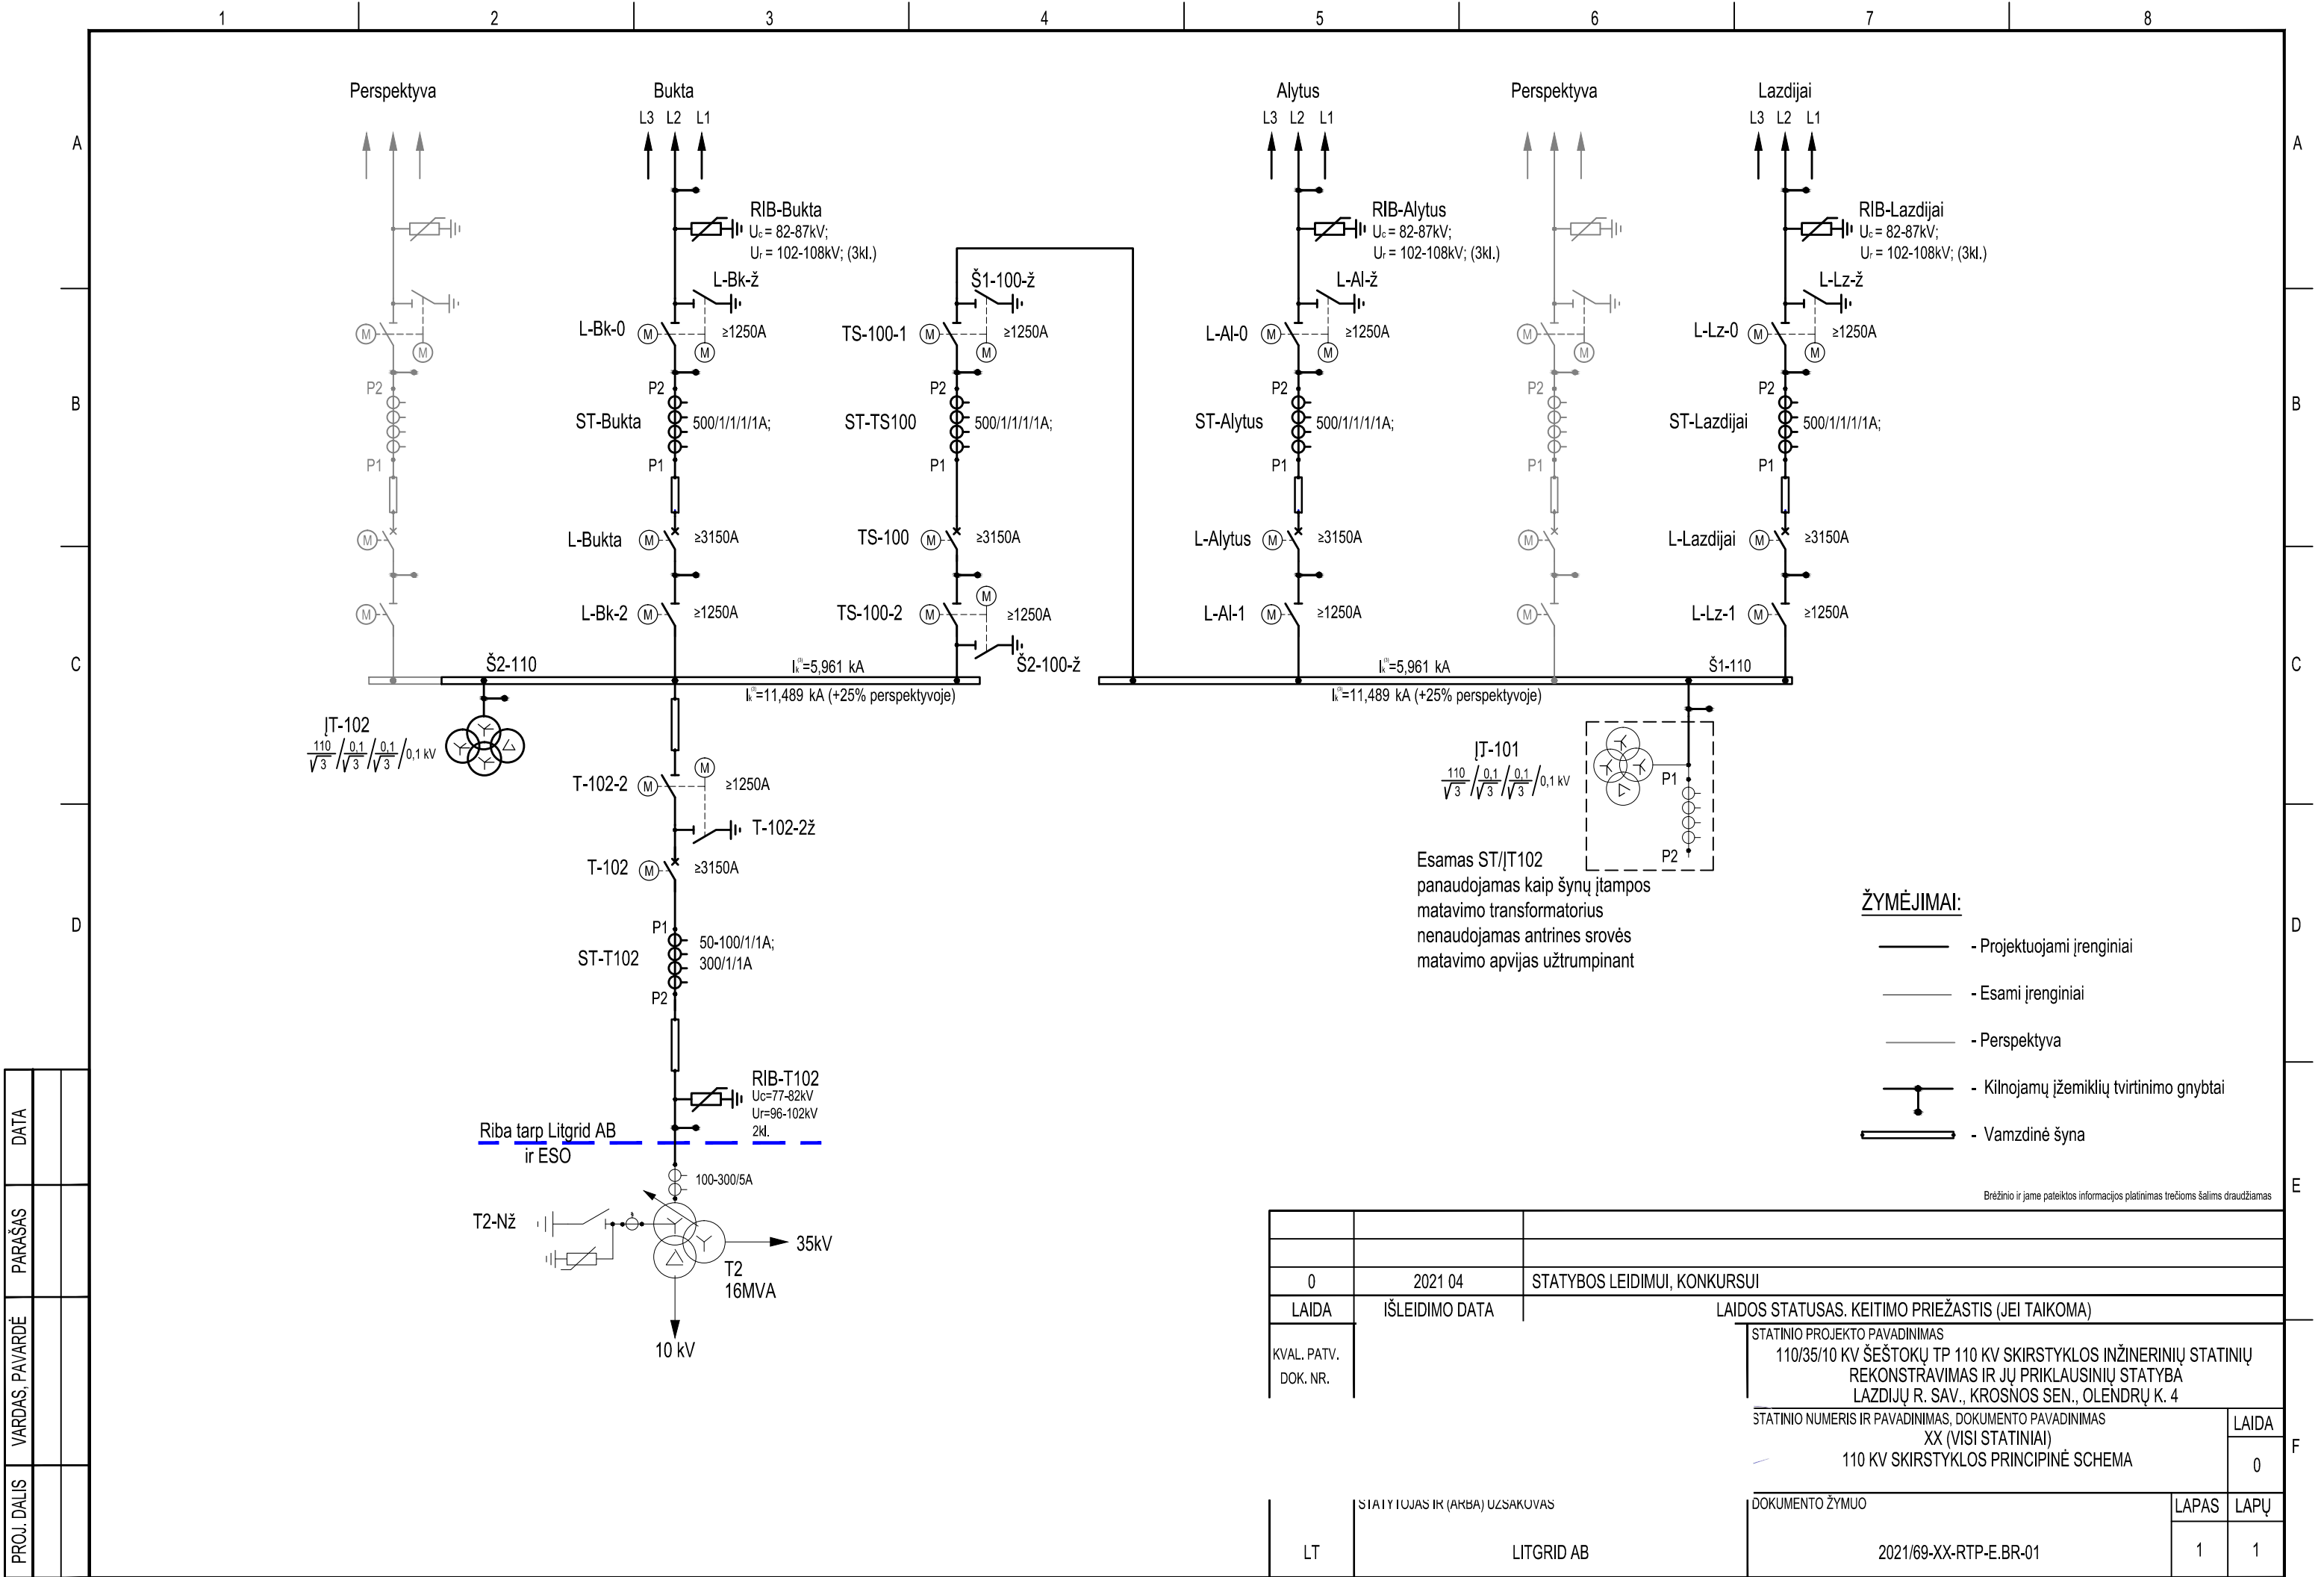 1 2 3 4 5 6 7 8
A
B
C
D
E
F
A
B
C
D
Perspektyva
Bukta
L3 L2 L1
RIB-Bukta
Uc = 82-87kV;
Ur = 102-108kV; (3kl.)
L-Bk-ž
L-Bk-0
M
M
≥1250A
P2
ST-Bukta
500/1/1/1/1A;
P1
L-Bukta
M
≥3150A
L-Bk-2
M
≥1250A
M
M
P2
P1
M
M
Š1-100-ž
TS-100-1
M
M
≥1250A
P2
ST-TS100
500/1/1/1/1A;
P1
TS-100
M
≥3150A
TS-100-2
M
M
≥1250A
Š2-100-ž
Alytus
L3 L2 L1
RIB-Alytus
Uc = 82-87kV;
Ur = 102-108kV; (3kl.)
L-Al-ž
L-Al-0
M
M
≥1250A
P2
ST-Alytus
500/1/1/1/1A;
P1
L-Alytus
M
≥3150A
L-Al-1
M
≥1250A
Perspektyva
M
M
P2
P1
M
M
Lazdijai
L3 L2 L1
RIB-Lazdijai
Uc = 82-87kV;
Ur = 102-108kV; (3kl.)
L-Lz-ž
L-Lz-0
M
M
≥1250A
P2
ST-Lazdijai
500/1/1/1/1A;
P1
L-Lazdijai
M
≥3150A
L-Lz-1
M
≥1250A
Š2-110
Ik=5,961 kA
Ik=11,489 kA (+25% perspektyvoje)
Ik=5,961 kA
Š1-110
Ik=11,489 kA (+25% perspektyvoje)
ĮT-102
110/√3 / 0,1/√3 / 0,1/√3 / 0,1 kV
T-102-2
M
M
≥1250A
T-102-2ž
T-102
M
≥3150A
P1
ST-T102
50-100/1/1A;
300/1/1A
P2
RIB-T102
Uc=77-82kV
Ur=96-102kV
2kl.
Riba tarp Litgrid AB
ir ESO
100-300/5A
T2-Nž
35kV
T2
16MVA
10 kV
ĮT-101
110/√3 / 0,1/√3 / 0,1/√3 / 0,1 kV
P1
P2
Esamas ST/ĮT102
panaudojamas kaip šynų įtampos
matavimo transformatorius
nenaudojamas antrines srovės
matavimo apvijas užtrumpinant
ŽYMĖJIMAI:
- Projektuojami įrenginiai
- Esami įrenginiai
- Perspektyva
- Kilnojamų įžemiklių tvirtinimo gnybtai
- Vamzdinė šyna
Brėžinio ir jame pateiktos informacijos platinimas trečioms šalims draudžiamas
0 2021 04 STATYBOS LEIDIMUI, KONKURSUI
LAIDA IŠLEIDIMO DATA LAIDOS STATUSAS. KEITIMO PRIEŽASTIS (JEI TAIKOMA)
KVAL. PATV.
DOK. NR.
STATINIO PROJEKTO PAVADINIMAS
110/35/10 KV ŠEŠTOKŲ TP 110 KV SKIRSTYKLOS INŽINERINIŲ STATINIŲ
REKONSTRAVIMAS IR JŲ PRIKLAUSINIŲ STATYBA
LAZDIJŲ R. SAV., KROSNOS SEN., OLENDRŲ K. 4
STATINIO NUMERIS IR PAVADINIMAS, DOKUMENTO PAVADINIMAS
XX (VISI STATINIAI)
110 KV SKIRSTYKLOS PRINCIPINĖ SCHEMA
LAIDA
0
STATYTOJAS IR (ARBA) UŽSAKOVAS
DOKUMENTO ŽYMUO
LAPAS LAPŲ
LT LITGRID AB 2021/69-XX-RTP-E.BR-01 1 1
DATA
PARAŠAS
VARDAS, PAVARDĖ
PROJ. DALIS